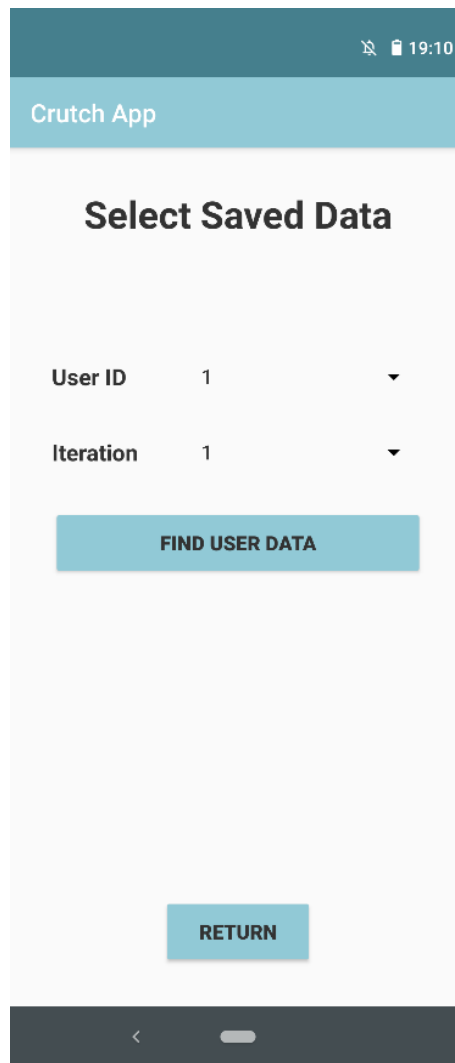 19:10
Crutch App
Select Saved Data
User ID 1
Iteration 1
FIND USER DATA
RETURN